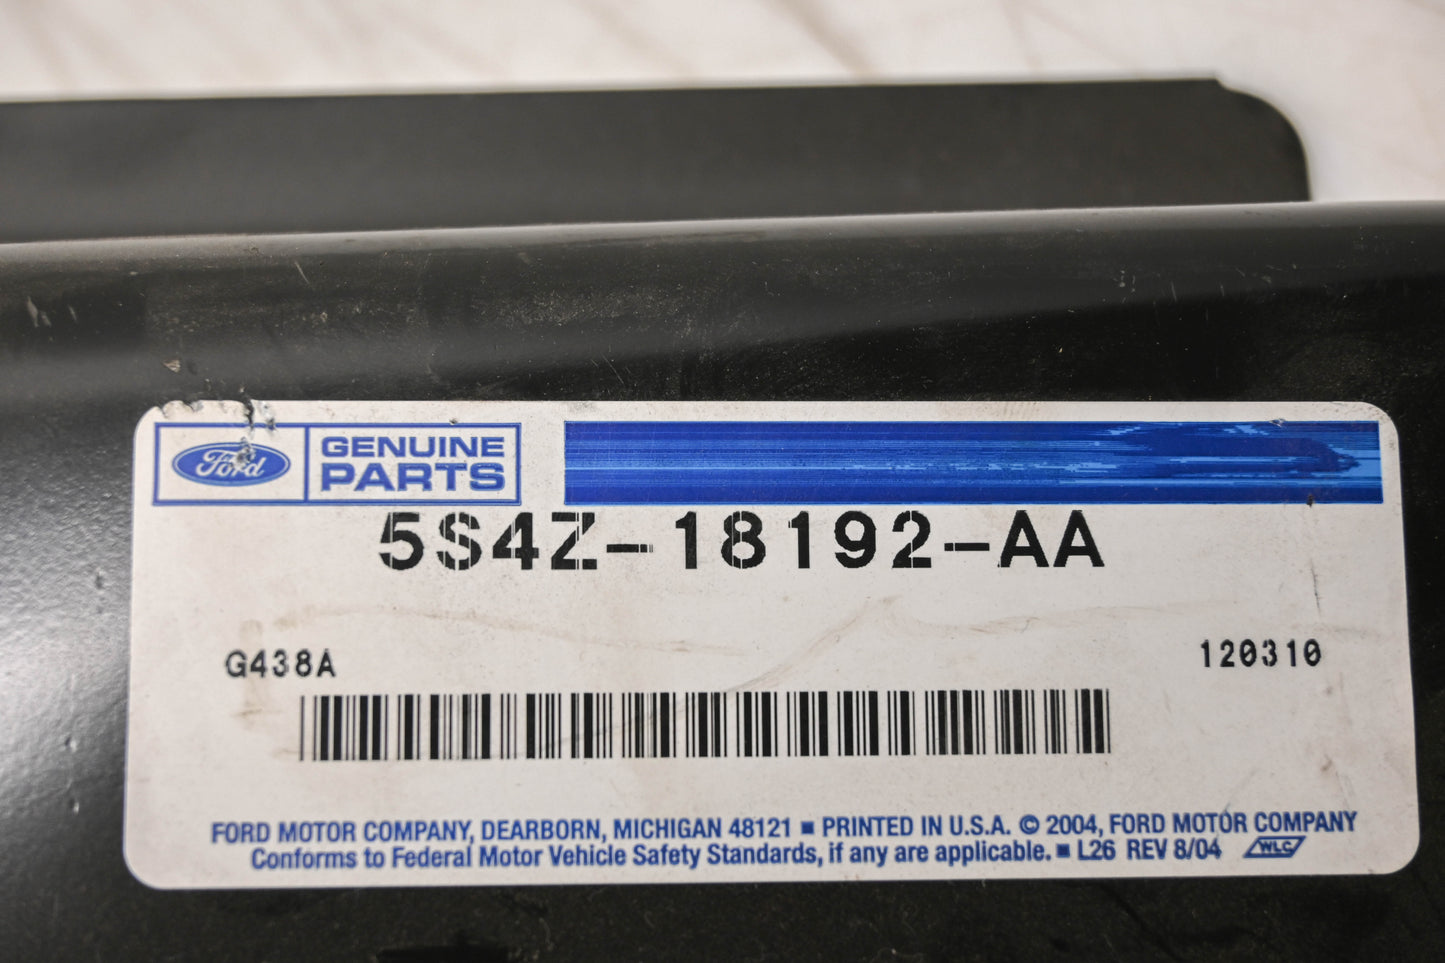 Ford GENUINE
PARTS
5S4Z-18192-AA
G438A
120310
FORD MOTOR COMPANY, DEARBORN, MICHIGAN 48121 ■ PRINTED IN U.S.A. © 2004, FORD MOTOR COMPANY
Conforms to Federal Motor Vehicle Safety Standards, if any are applicable. ■ L26 REV 8/04 WLC